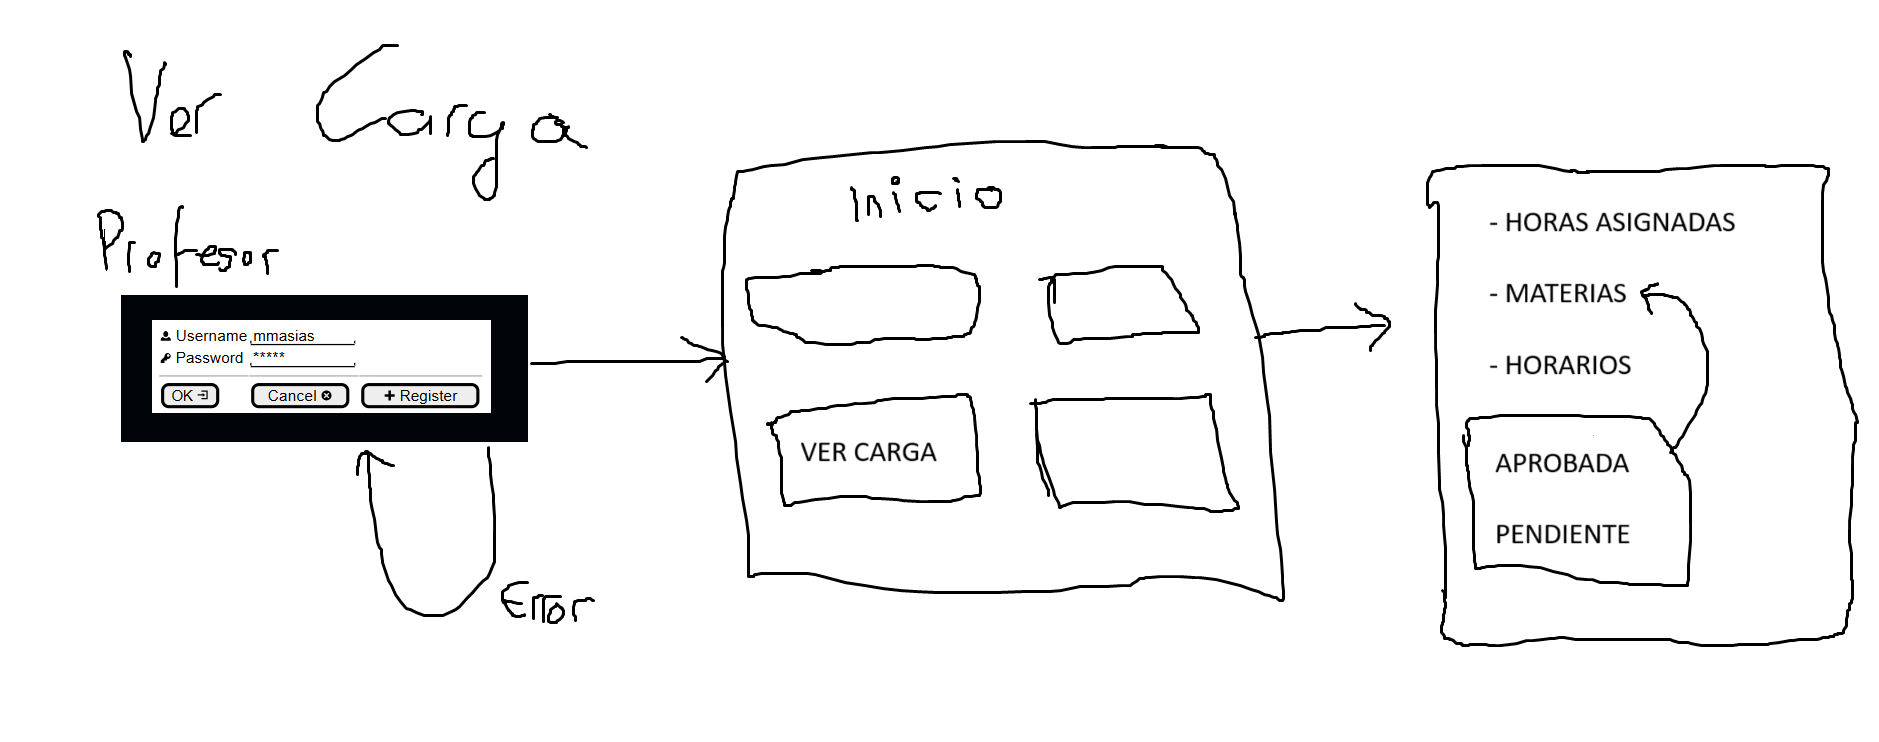 Ver Carga
Profesor
Username mmasias
Password *****
OK Cancel + Register
Error
Inicio
VER CARGA
- HORAS ASIGNADAS
- MATERIAS
- HORARIOS
APROBADA
PENDIENTE